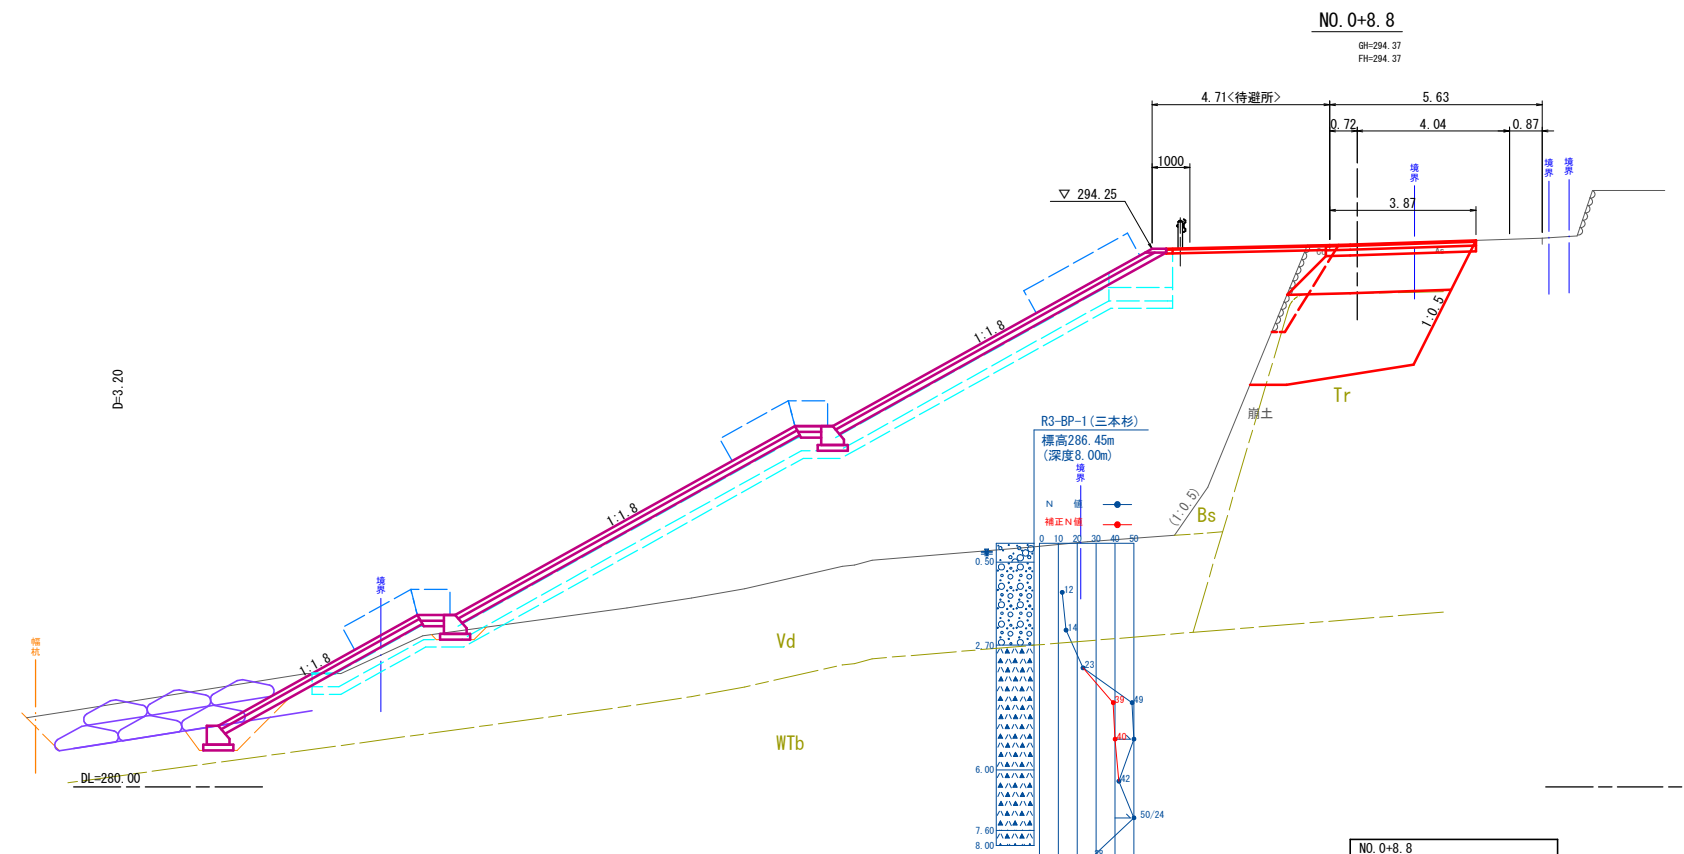 NO. 0+8. 8
GH=294. 37
FH=294. 37
4. 71<待避所>
5. 63
0. 72
4. 04
0. 87
1000
境界
境界
境界
▽ 294. 25
3. 87
As
1:1. 8
1:0. 5
D=3. 20
Tr
崩土
R3-BP-1(三本杉)
標高286. 45m
(深度8. 00m)
境界
N 値
補正N値
(1:0. 5)
Bs
1:1. 8
0 10 20 30 40 50
0. 50
12
境界
14
幅杭
Vd
2. 70
23
1:1. 8
39
49
WTb
40
6. 00
42
DL=280. 00
50/24
7. 60
8. 00
NO. 0+8. 8